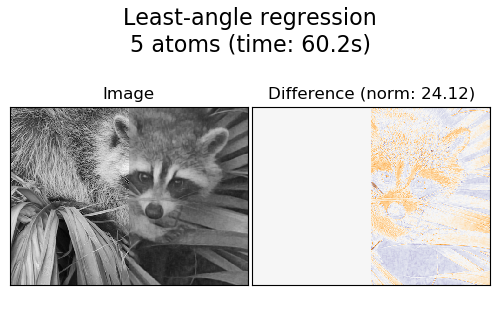 Least-angle regression
5 atoms (time: 60.2s)
Image
Difference (norm: 24.12)